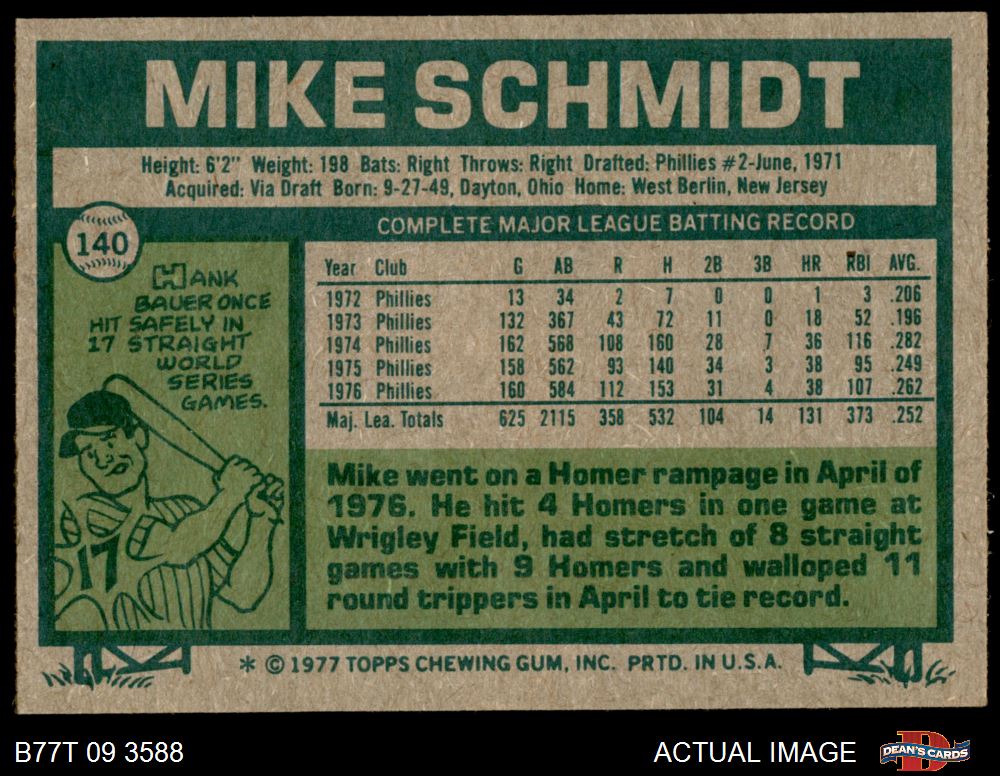 MIKE SCHMIDT
Height: 6'2" Weight: 198 Bats: Right Throws: Right Drafted: Phillies #2-June, 1971
Acquired: Via Draft Born: 9-27-49, Dayton, Ohio Home: West Berlin, New Jersey
140
COMPLETE MAJOR LEAGUE BATTING RECORD
HANK
BAUER ONCE
HIT SAFELY IN
17 STRAIGHT
WORLD
SERIES
GAMES.
17
Year Club G AB R H 2B 3B HR RBI AVG.
1972 Phillies 13 34 2 7 0 0 1 3 .206
1973 Phillies 132 367 43 72 11 0 18 52 .196
1974 Phillies 162 568 108 160 28 7 36 116 .282
1975 Phillies 158 562 93 140 34 3 38 95 .249
1976 Phillies 160 584 112 153 31 4 38 107 .262
Maj. Lea. Totals 625 2115 358 532 104 14 131 373 .252
Mike went on a Homer rampage in April of
1976. He hit 4 Homers in one game at
Wrigley Field, had stretch of 8 straight
games with 9 Homers and walloped 11
round trippers in April to tie record.
* © 1977 TOPPS CHEWING GUM, INC. PRTD. IN U.S.A.
B77T 09 3588
ACTUAL IMAGE
D
DEAN'S CARDS